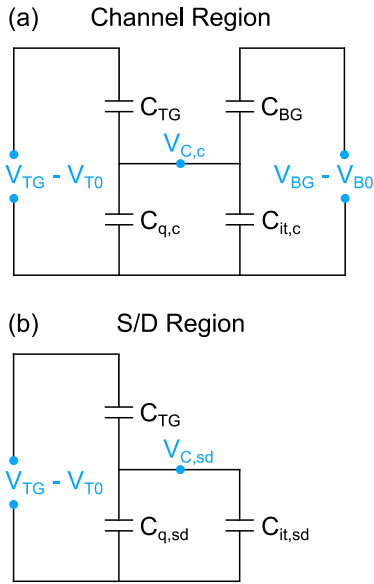 (a) Channel Region
C_TG C_BG
V_C,c
V_TG - V_T0 V_BG - V_B0
C_q,c C_it,c
(b) S/D Region
C_TG
V_C,sd
V_TG - V_T0
C_q,sd C_it,sd